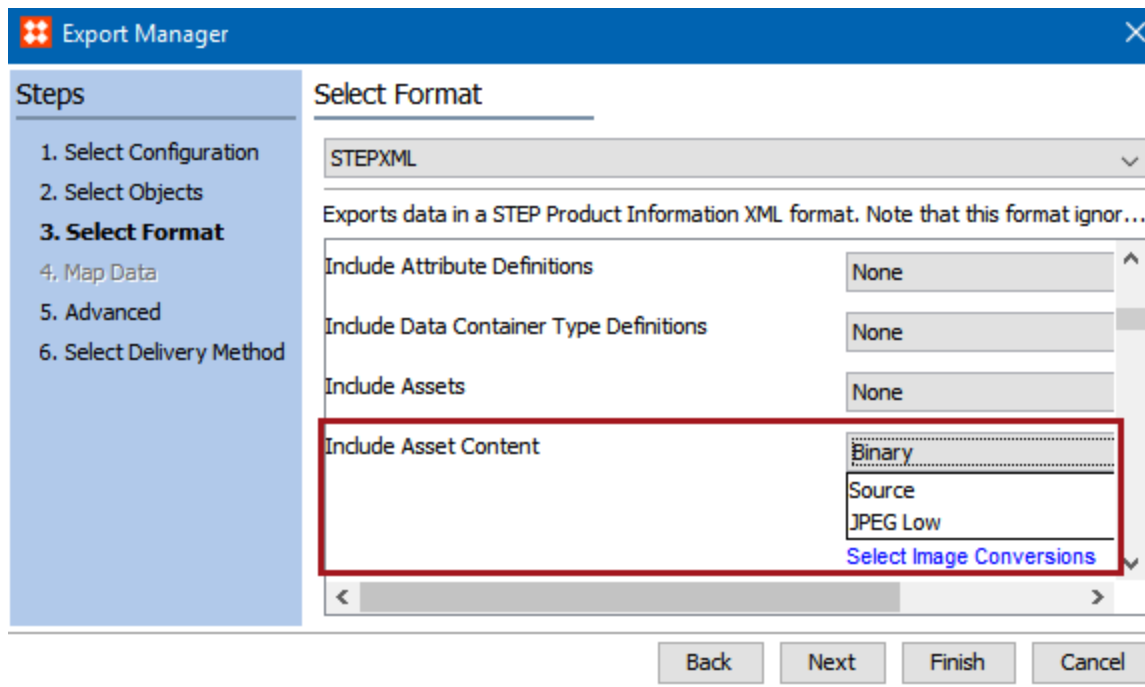 Export Manager
Steps
1. Select Configuration
2. Select Objects
3. Select Format
4. Map Data
5. Advanced
6. Select Delivery Method
Select Format
STEPXML
Exports data in a STEP Product Information XML format. Note that this format ignor...
Include Attribute Definitions None
Include Data Container Type Definitions None
Include Assets None
Include Asset Content Binary
Source
JPEG Low
Select Image Conversions
Back Next Finish Cancel